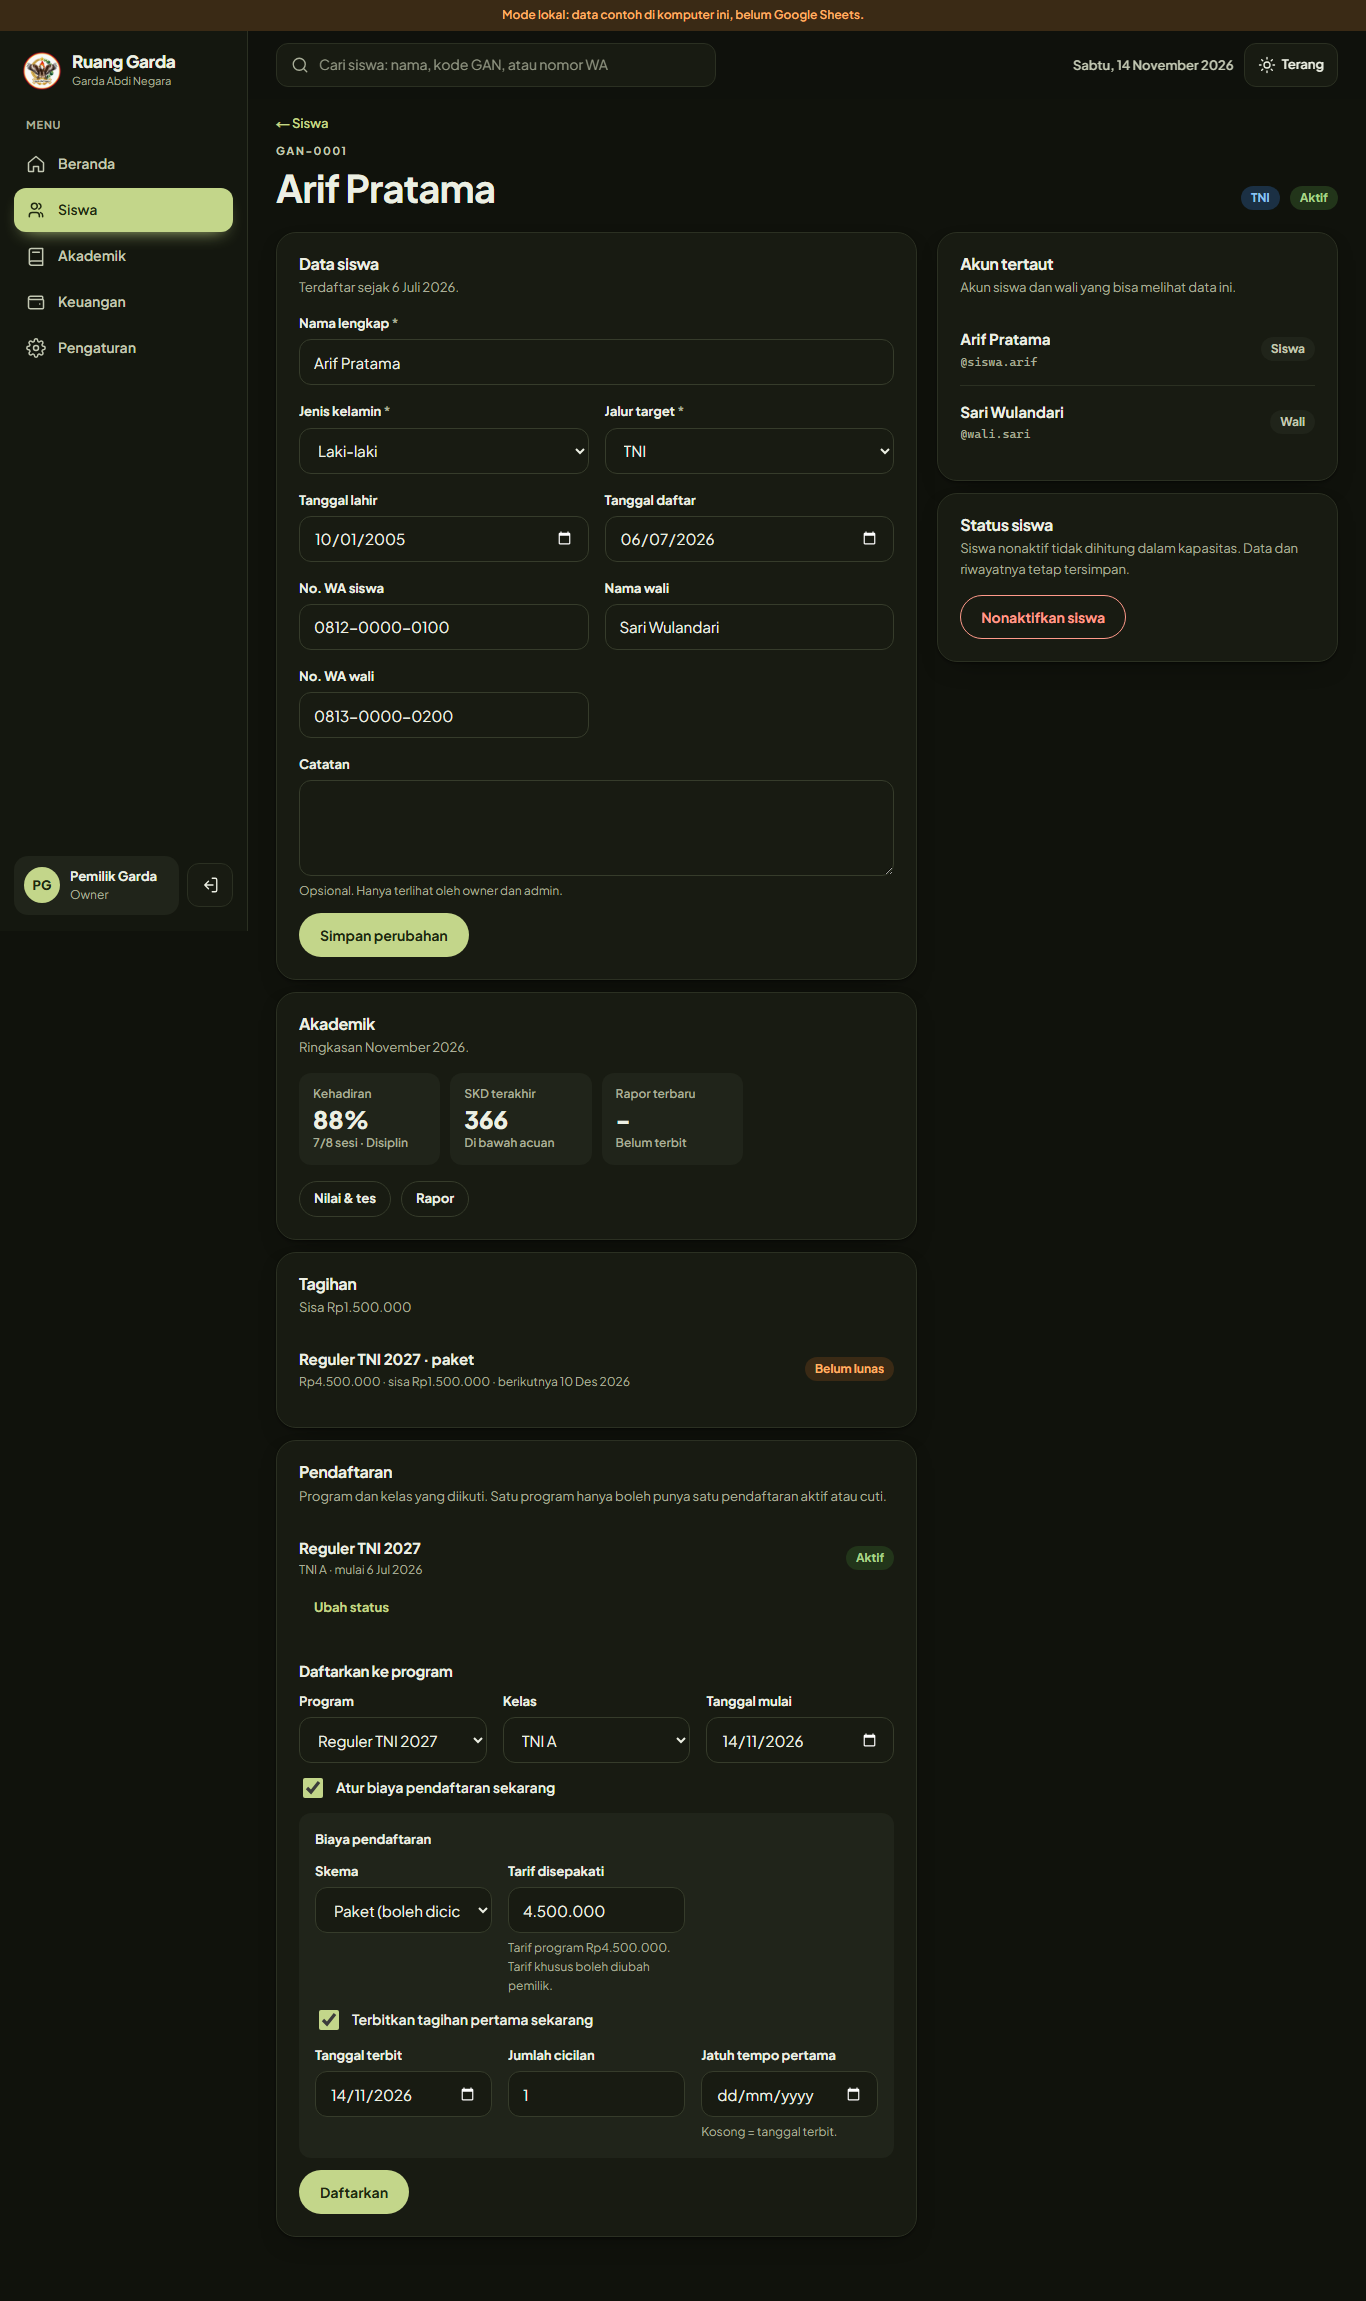 Mode lokal: data contoh di komputer ini, belum Google Sheets.
Ruang Garda
Garda Abdi Negara
MENU
Beranda
Siswa
Akademik
Keuangan
Pengaturan
PG
Pemilik Garda
Owner
Cari siswa: nama, kode GAN, atau nomor WA
Sabtu, 14 November 2026
Terang
← Siswa
GAN-0001
Arif Pratama
TNI
Aktif
Data siswa
Terdaftar sejak 6 Juli 2026.
Nama lengkap *
Arif Pratama
Jenis kelamin *
Jalur target *
Laki-laki
TNI
Tanggal lahir
Tanggal daftar
10/01/2005
06/07/2026
No. WA siswa
Nama wali
0812-0000-0100
Sari Wulandari
No. WA wali
0813-0000-0200
Catatan
Opsional. Hanya terlihat oleh owner dan admin.
Simpan perubahan
Akun tertaut
Akun siswa dan wali yang bisa melihat data ini.
Arif Pratama
@siswa.arif
Siswa
Sari Wulandari
@wali.sari
Wali
Status siswa
Siswa nonaktif tidak dihitung dalam kapasitas. Data dan
riwayatnya tetap tersimpan.
Nonaktifkan siswa
Akademik
Ringkasan November 2026.
Kehadiran
88%
7/8 sesi · Disiplin
SKD terakhir
366
Di bawah acuan
Rapor terbaru
–
Belum terbit
Nilai & tes
Rapor
Tagihan
Sisa Rp1.500.000
Reguler TNI 2027 · paket
Rp4.500.000 · sisa Rp1.500.000 · berikutnya 10 Des 2026
Belum lunas
Pendaftaran
Program dan kelas yang diikuti. Satu program hanya boleh punya satu pendaftaran aktif atau cuti.
Reguler TNI 2027
TNI A · mulai 6 Jul 2026
Aktif
Ubah status
Daftarkan ke program
Program
Kelas
Tanggal mulai
Reguler TNI 2027
TNI A
14/11/2026
Atur biaya pendaftaran sekarang
Biaya pendaftaran
Skema
Tarif disepakati
Paket (boleh dicic
4.500.000
Tarif program Rp4.500.000.
Tarif khusus boleh diubah
pemilik.
Terbitkan tagihan pertama sekarang
Tanggal terbit
Jumlah cicilan
Jatuh tempo pertama
14/11/2026
1
dd/mm/yyyy
Kosong = tanggal terbit.
Daftarkan